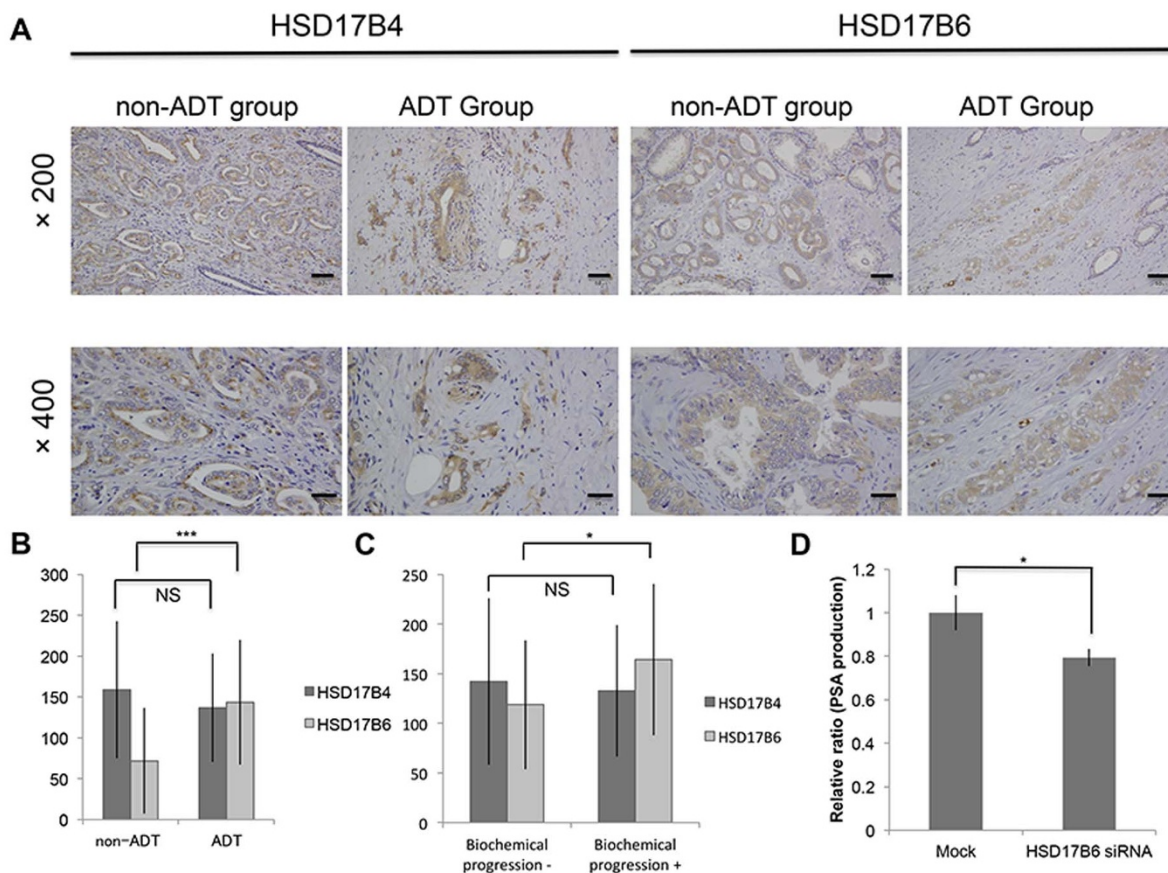 A
HSD17B4
HSD17B6
non-ADT group
ADT Group
non-ADT group
ADT Group
× 200
× 400
B
***
NS
300
250
200
150
100
50
0
non-ADT
ADT
HSD17B4
HSD17B6
C
*
NS
250
200
150
100
50
0
Biochemical
progression -
Biochemical
progression +
HSD17B4
HSD17B6
D
*
Relative ratio (PSA production)
1.2
1
0.8
0.6
0.4
0.2
0
Mock
HSD17B6 siRNA